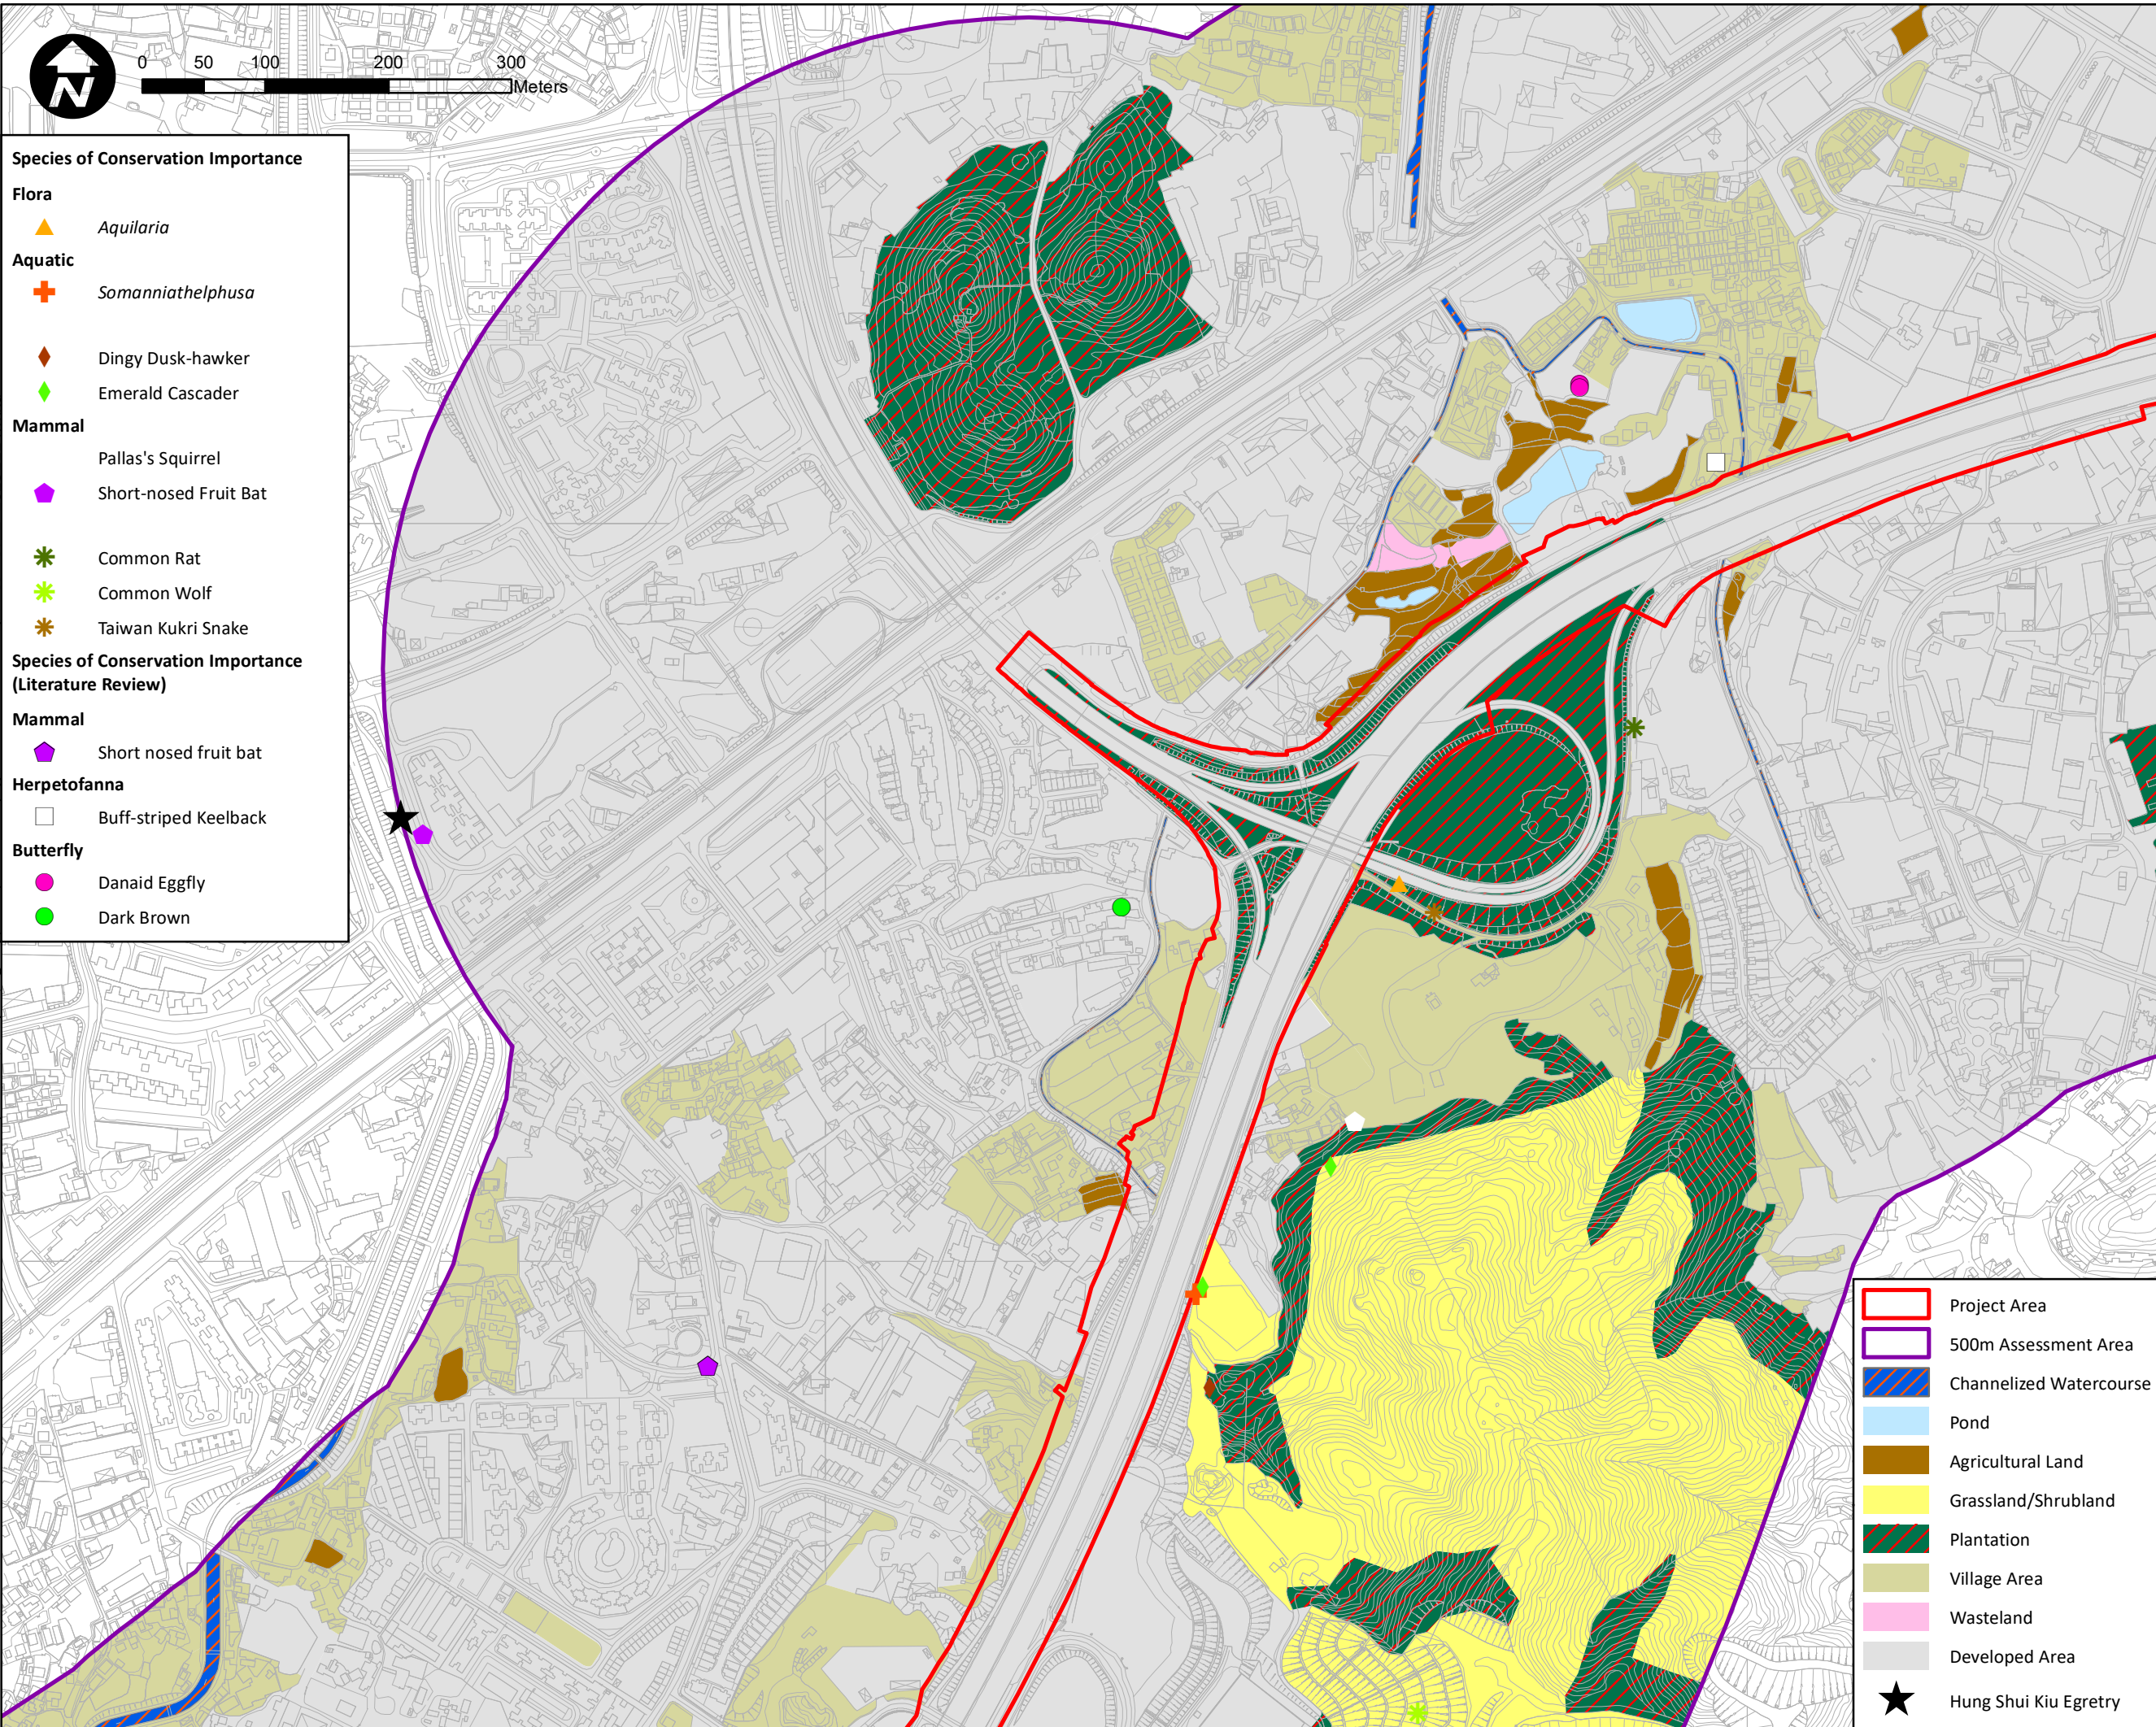 N
0 50 100 200 300
Meters
Species of Conservation Importance
Flora
Aquilaria
Aquatic
Somanniathelphusa
Dingy Dusk-hawker
Emerald Cascader
Mammal
Pallas's Squirrel
Short-nosed Fruit Bat
Common Rat
Common Wolf
Taiwan Kukri Snake
Species of Conservation Importance
(Literature Review)
Mammal
Short nosed fruit bat
Herpetofanna
Buff-striped Keelback
Butterfly
Danaid Eggfly
Dark Brown
Project Area
500m Assessment Area
Channelized Watercourse
Pond
Agricultural Land
Grassland/Shrubland
Plantation
Village Area
Wasteland
Developed Area
Hung Shui Kiu Egretry